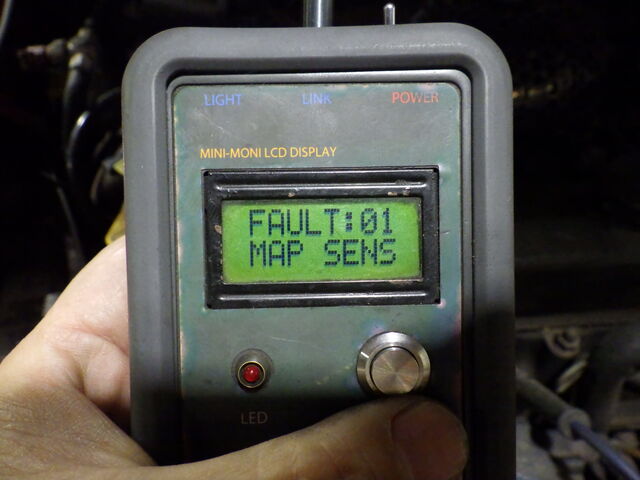 LIGHT LINK POWER
MINI-MONI LCD DISPLAY
FAULT:01
MAP SENS
LED